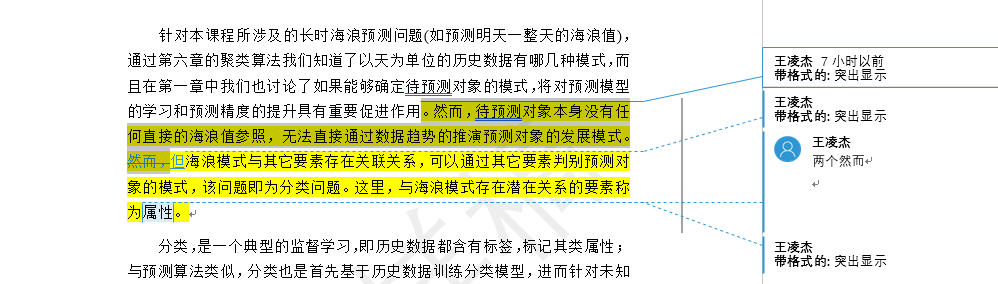 针对本课程所涉及的长时海浪预测问题(如预测明天一整天的海浪值)，
通过第六章的聚类算法我们知道了以天为单位的历史数据有哪几种模式，而
且在第一章中我们也讨论了如果能够确定待预测对象的模式，将对预测模型
的学习和预测精度的提升具有重要促进作用。然而，待预测对象本身没有任
何直接的海浪值参照，无法直接通过数据趋势的推演预测对象的发展模式。
然而，但海浪模式与其它要素存在关联关系，可以通过其它要素判别预测对
象的模式，该问题即为分类问题。这里，与海浪模式存在潜在关系的要素称
为属性。
分类，是一个典型的监督学习，即历史数据都含有标签，标记其类属性；
与预测算法类似，分类也是首先基于历史数据训练分类模型，进而针对未知
王凌杰 7 小时以前
带格式的: 突出显示
王凌杰
带格式的: 突出显示
王凌杰
两个然而
王凌杰
带格式的: 突出显示